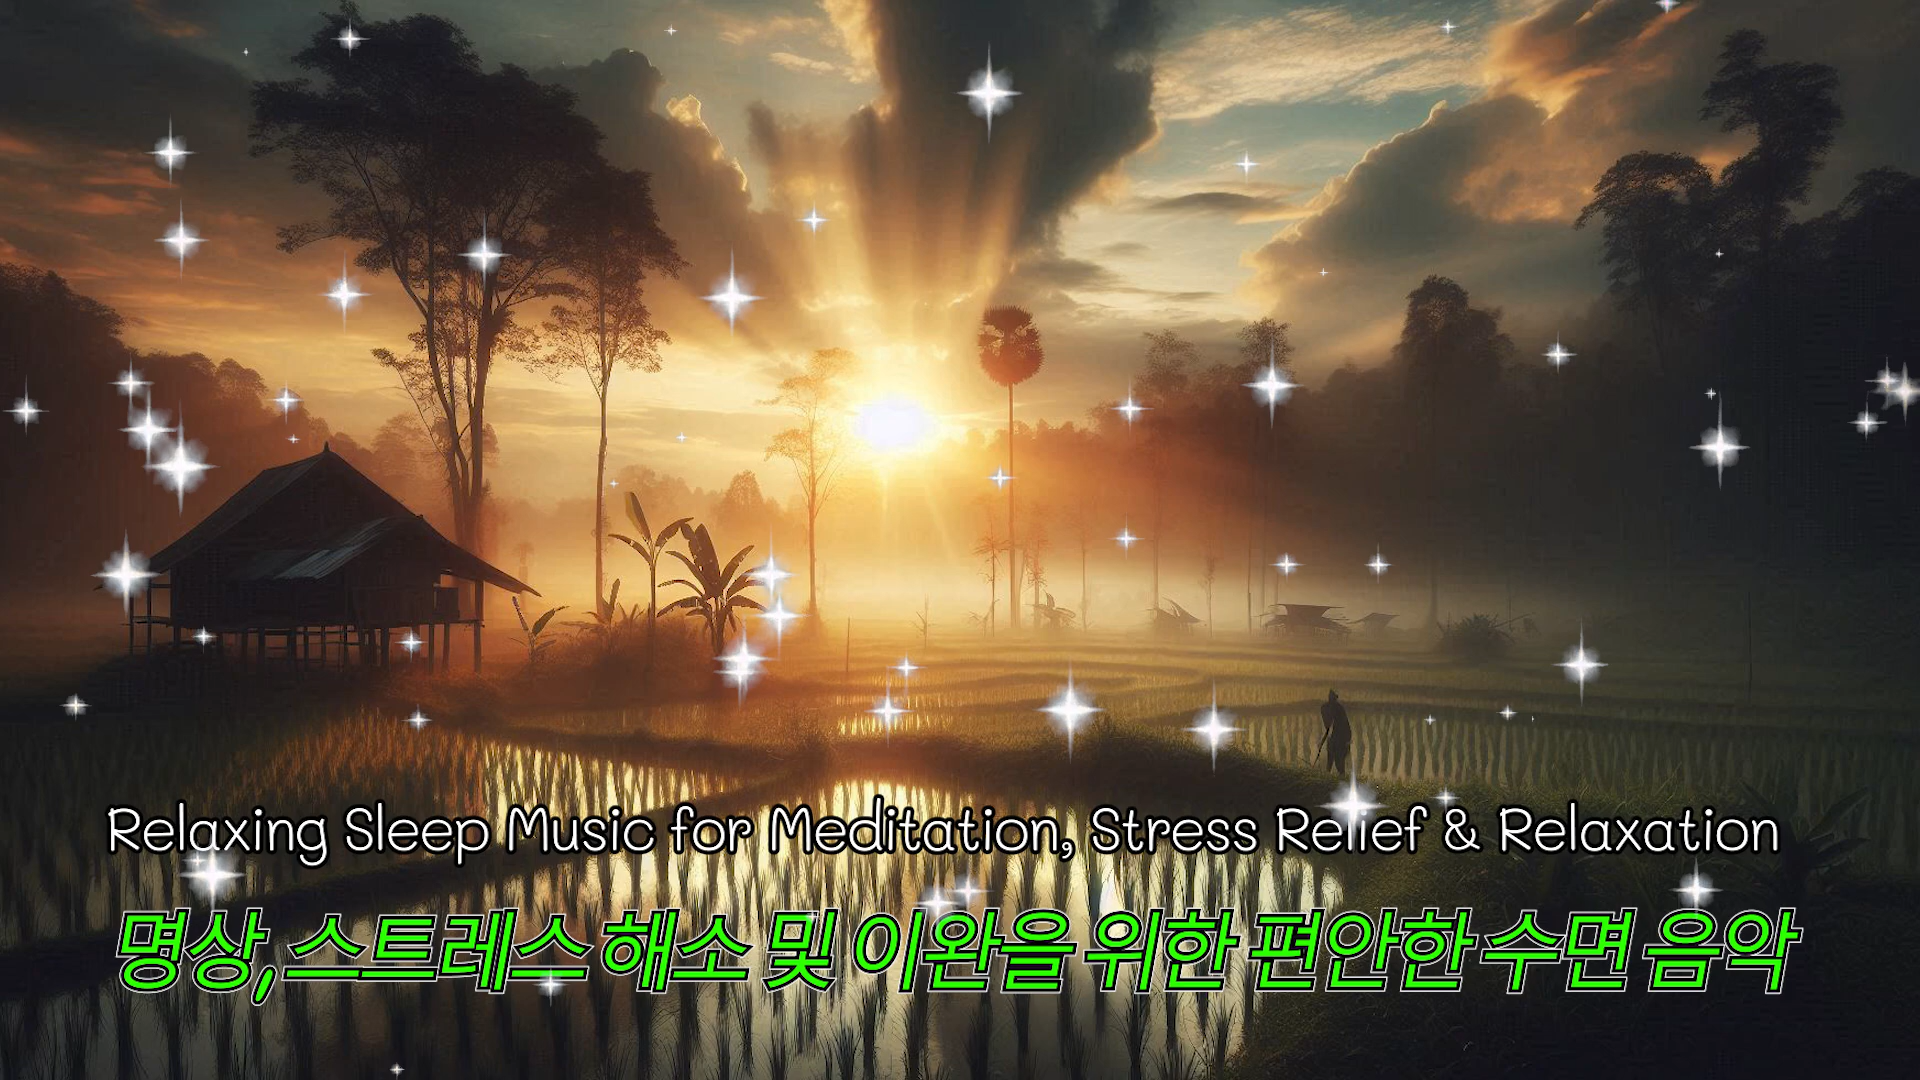 Relaxing Sleep Music for Meditation, Stress Relief & Relaxation
명상, 스트레스 해소 및 이완을 위한 편안한 수면 음악